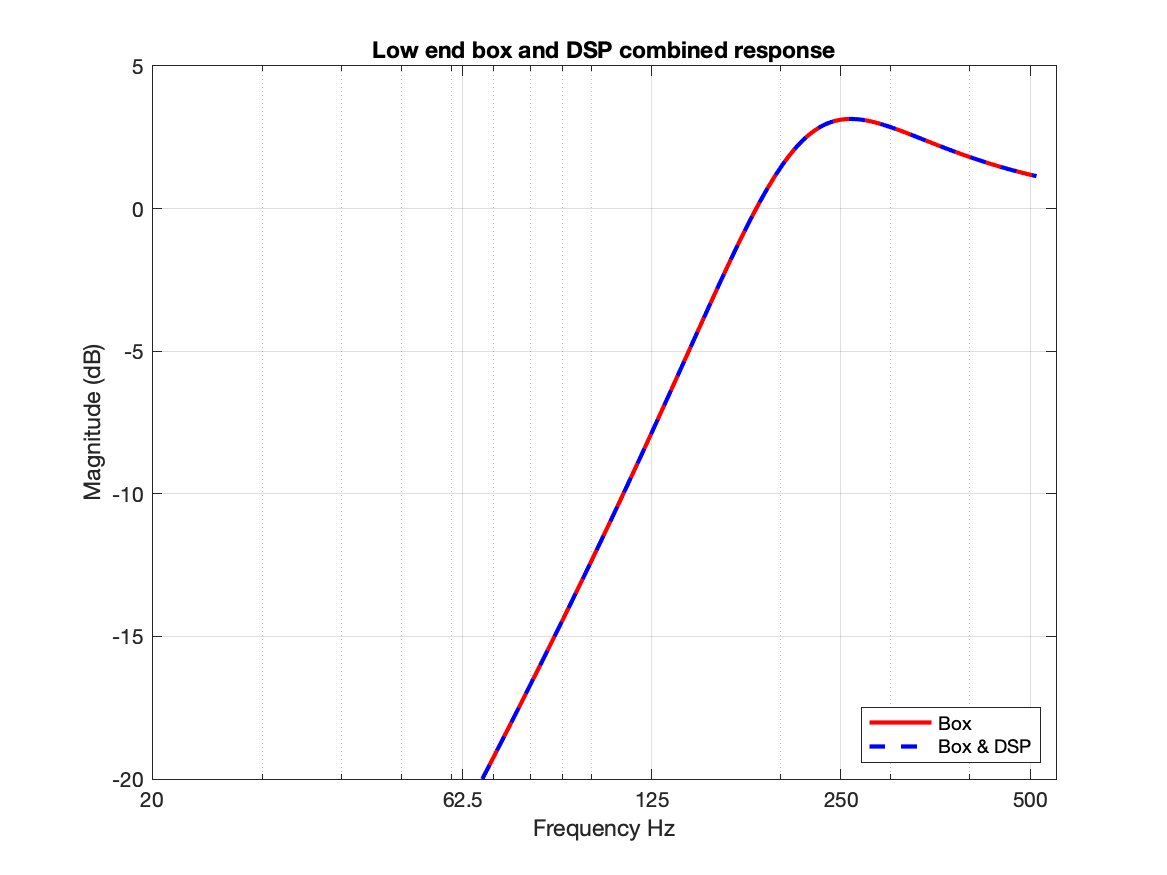 Low end box and DSP combined response
5
0
-5
-10
-15
-20
Magnitude (dB)
20 62.5 125 250 500
Frequency Hz
Box
Box & DSP